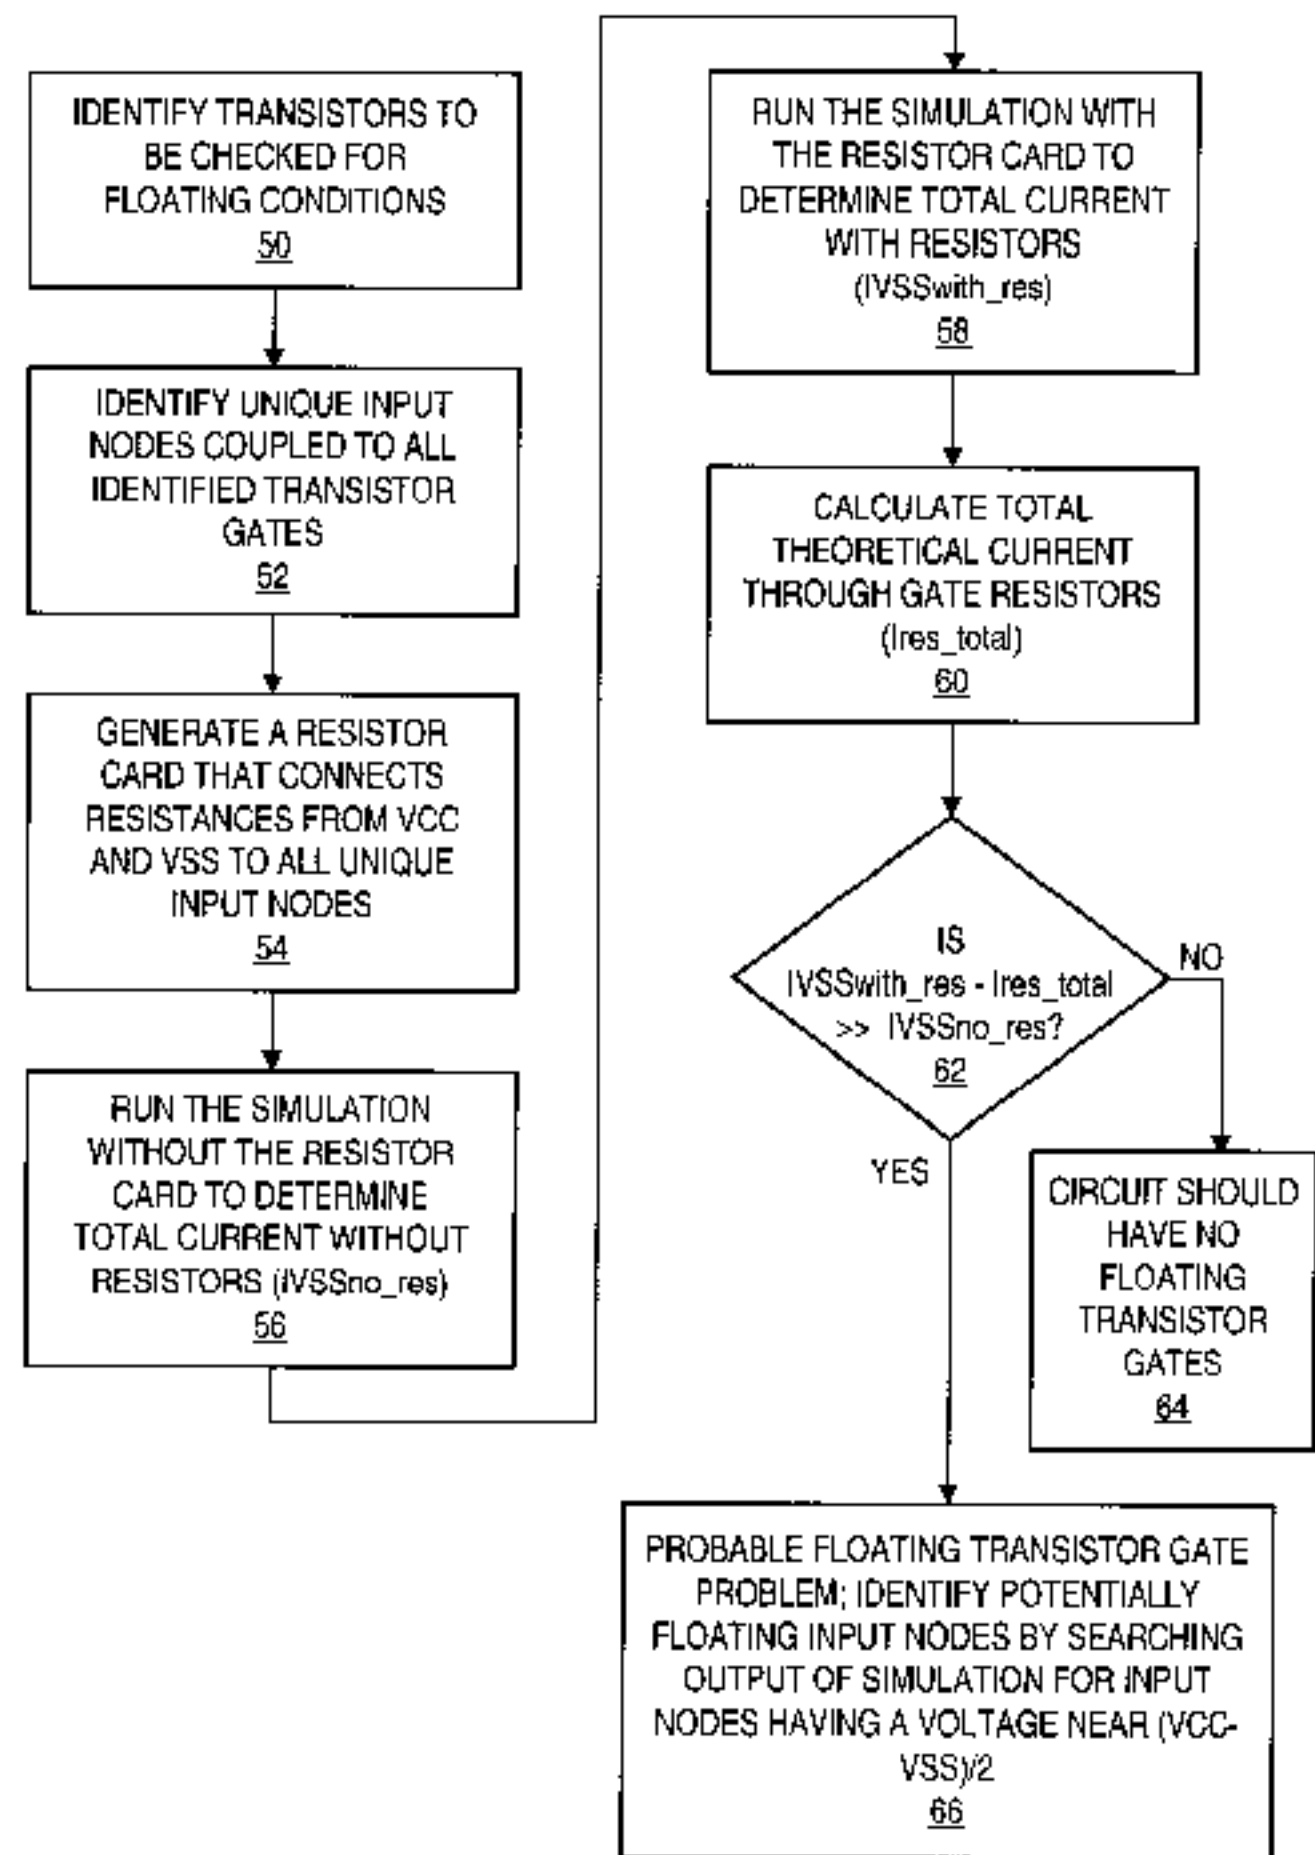 IDENTIFY TRANSISTORS TO
BE CHECKED FOR
FLOATING CONDITIONS
50
IDENTIFY UNIQUE INPUT
NODES COUPLED TO ALL
IDENTIFIED TRANSISTOR
GATES
52
GENERATE A RESISTOR
CARD THAT CONNECTS
RESISTANCES FROM VCC
AND VSS TO ALL UNIQUE
INPUT NODES
54
RUN THE SIMULATION
WITHOUT THE RESISTOR
CARD TO DETERMINE
TOTAL CURRENT WITHOUT
RESISTORS (IVSSno_res)
56
RUN THE SIMULATION WITH
THE RESISTOR CARD TO
DETERMINE TOTAL CURRENT
WITH RESISTORS
(IVSSwith_res)
58
CALCULATE TOTAL
THEORETICAL CURRENT
THROUGH GATE RESISTORS
(Ires_total)
60
IS
IVSSwith_res - Ires_total
>> IVSSno_res?
62
NO
YES
CIRCUIT SHOULD
HAVE NO
FLOATING
TRANSISTOR
GATES
64
PROBABLE FLOATING TRANSISTOR GATE
PROBLEM; IDENTIFY POTENTIALLY
FLOATING INPUT NODES BY SEARCHING
OUTPUT OF SIMULATION FOR INPUT
NODES HAVING A VOLTAGE NEAR (VCC-
VSS)/2
66